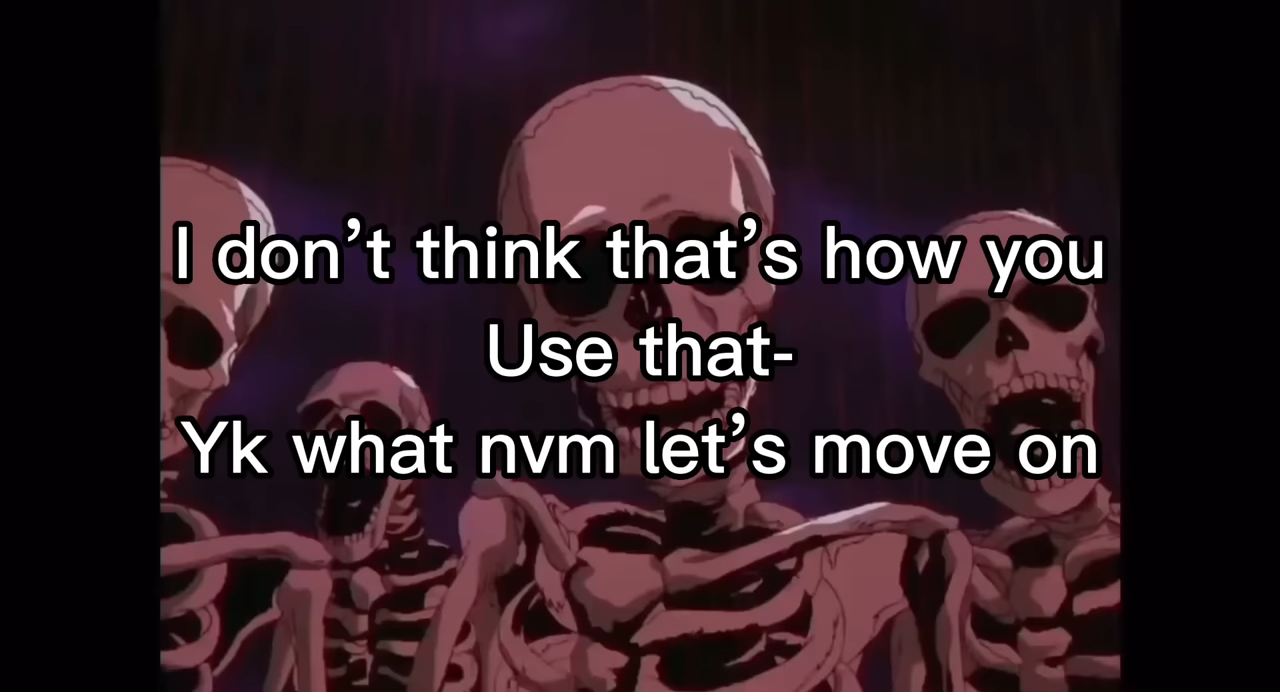 I don’t think that’s how you
Use that-
Yk what nvm let’s move on